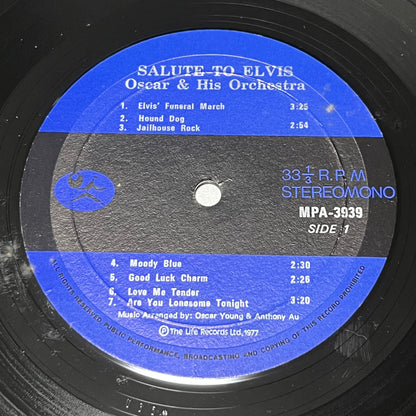 SALUTE TO ELVIS
Oscar & His Orchestra
1. Elvis' Funeral March 3:25
2. Hound Dog
3. Jailhouse Rock 2:54
33⅓ R.P.M
STEREOMONO
MPA-3939
SIDE :1
4. Moody Blue 2:30
5. Good Luck Charm 2:26
6. Love Me Tender
7. Are You Lonesome Tonight 3:20
Music Arranged by: Oscar Young & Anthony Au
Ⓟ The Life Records Ltd, 1977
ALL RIGHTS RESERVED, PUBLIC PERFORMANCE, BROADCASTING AND COPYING OF THIS RECORD PROHIBITED